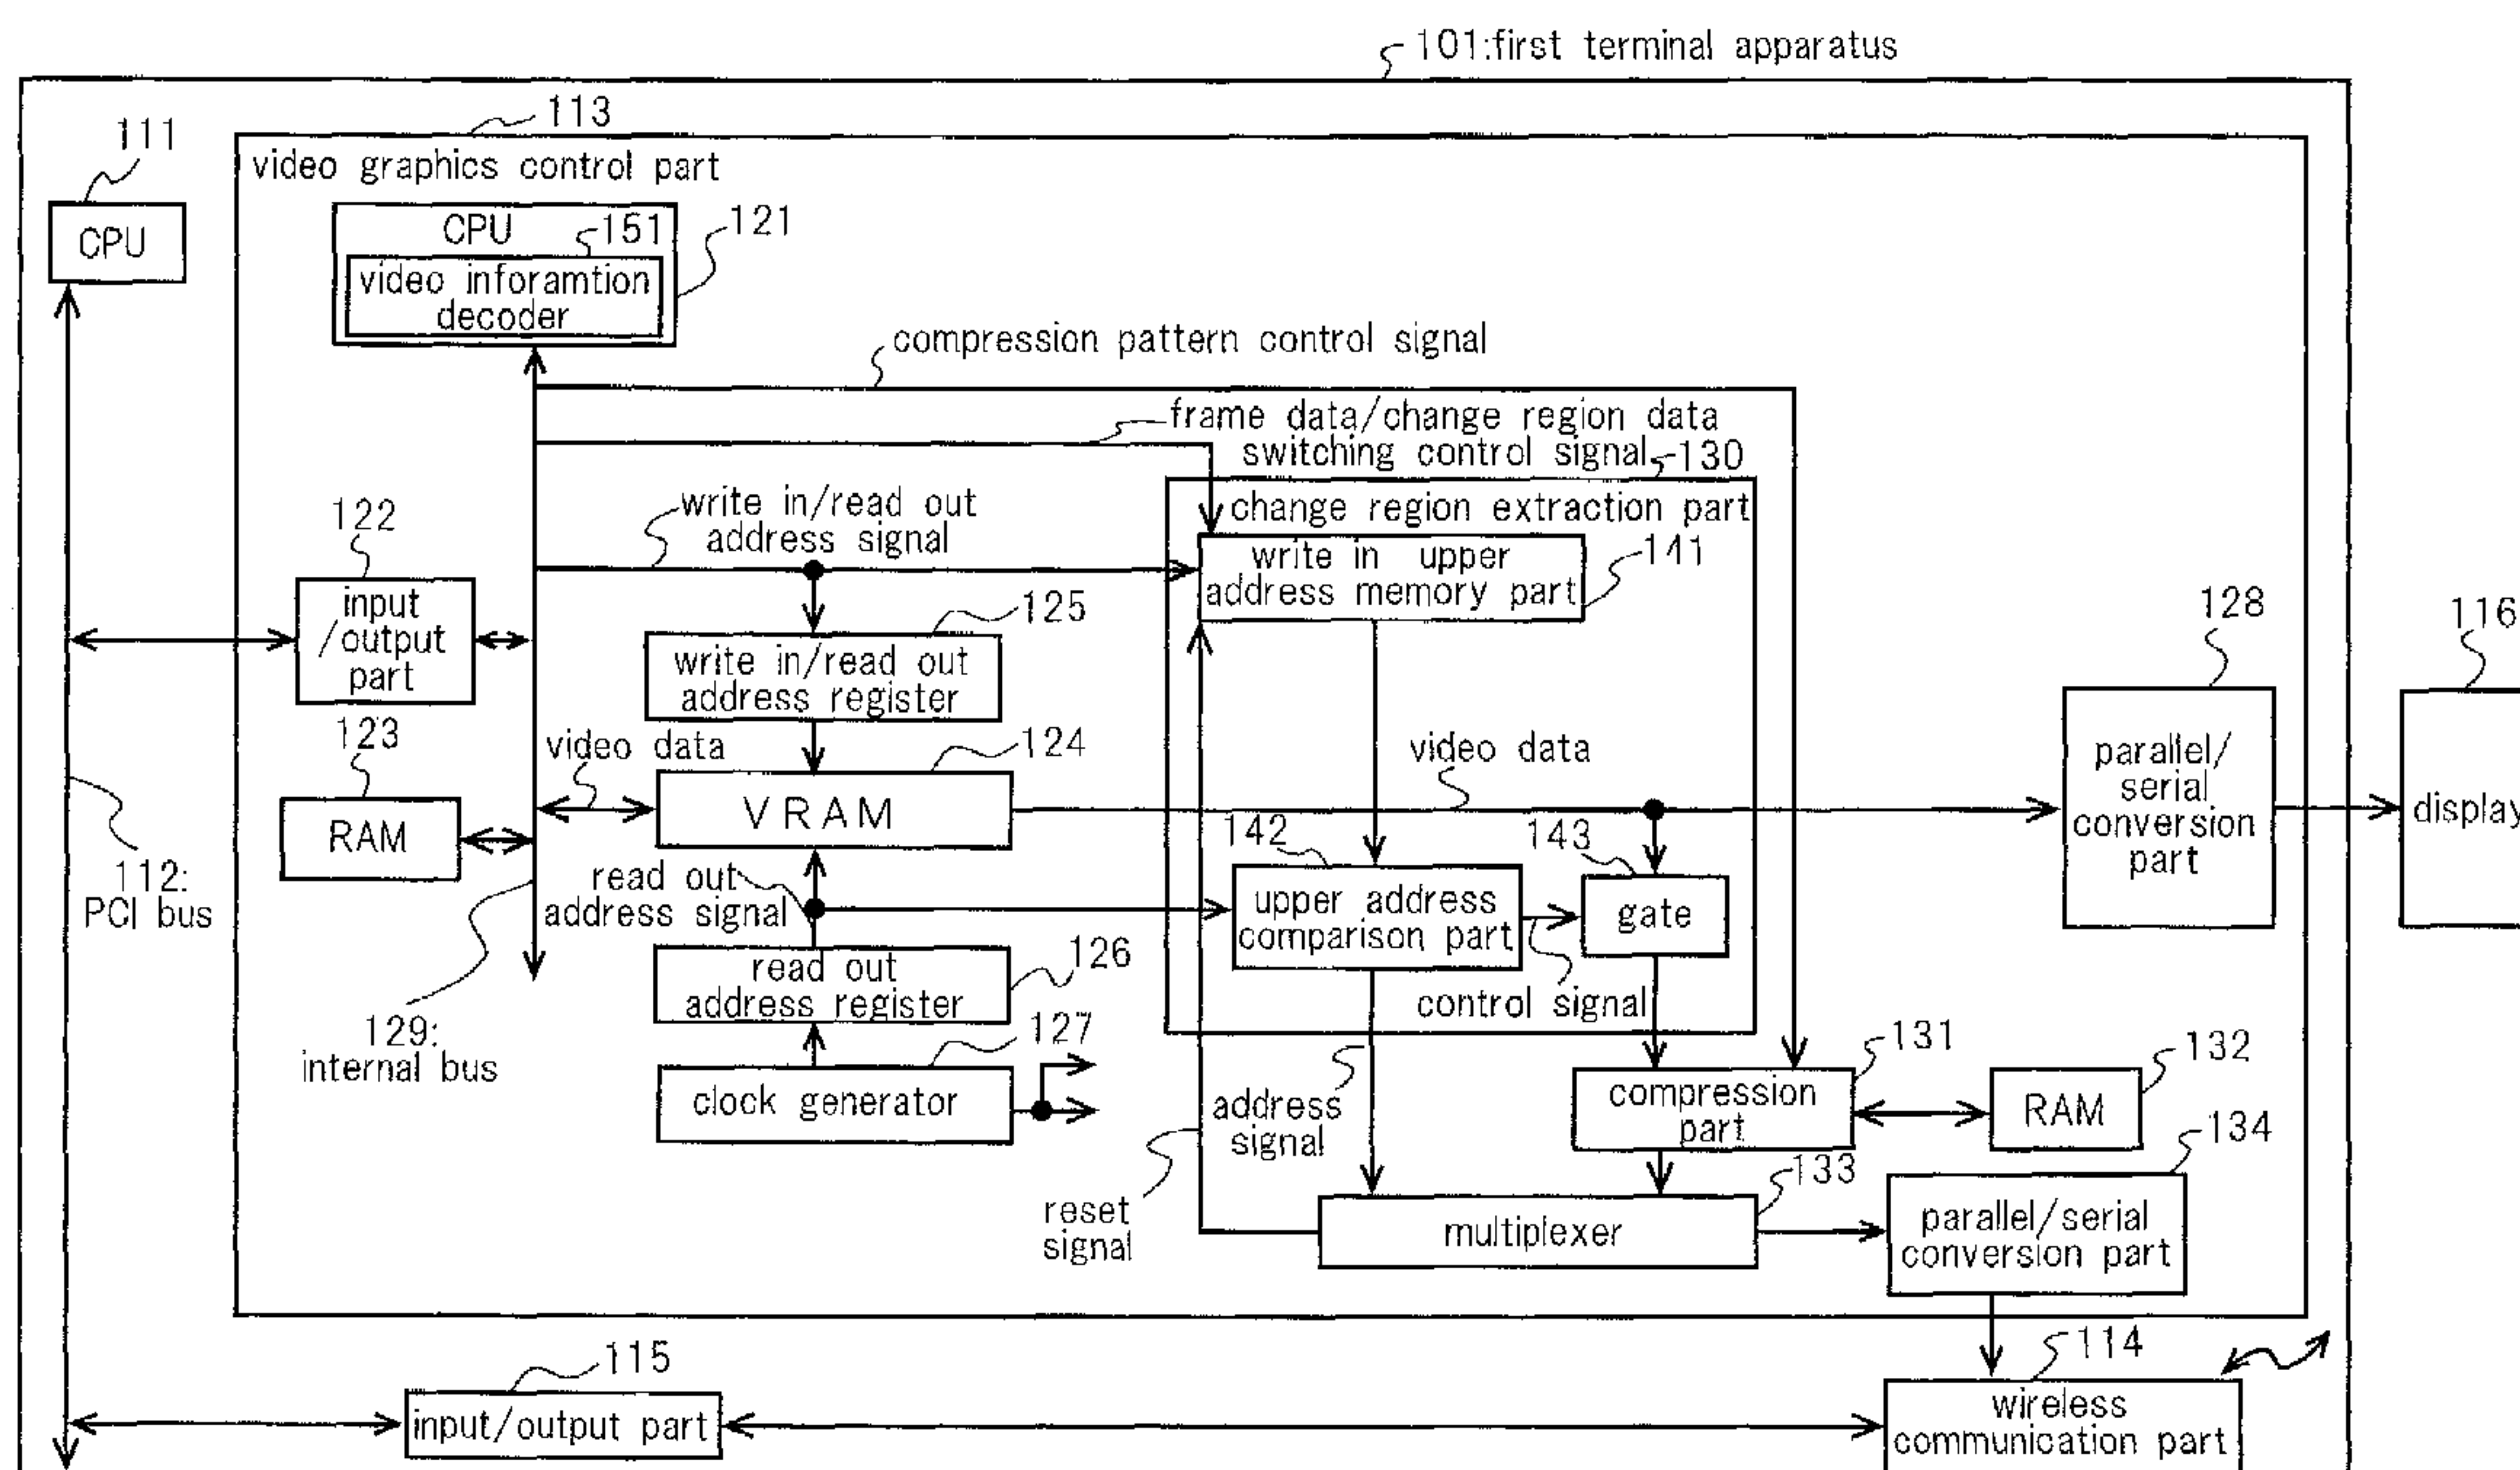 101:first terminal apparatus
113
111
video graphics control part
CPU
CPU
151
121
video inforamtion
decoder
compression pattern control signal
frame data/change region data
switching control signal
130
write in/read out
address signal
change region extraction part
122
write in upper
address memory part
141
input
/output
part
125
write in/read out
address register
128
116
123
video data
124
video data
parallel/
serial
conversion
part
display
RAM
VRAM
142
143
112:
PCI bus
read out
address signal
upper address
comparison part
gate
read out
address register
126
control signal
129:
internal bus
127
clock generator
131
132
address
signal
compression
part
RAM
134
133
reset
signal
multiplexer
parallel/serial
conversion part
115
114
input/output part
wireless
communication part